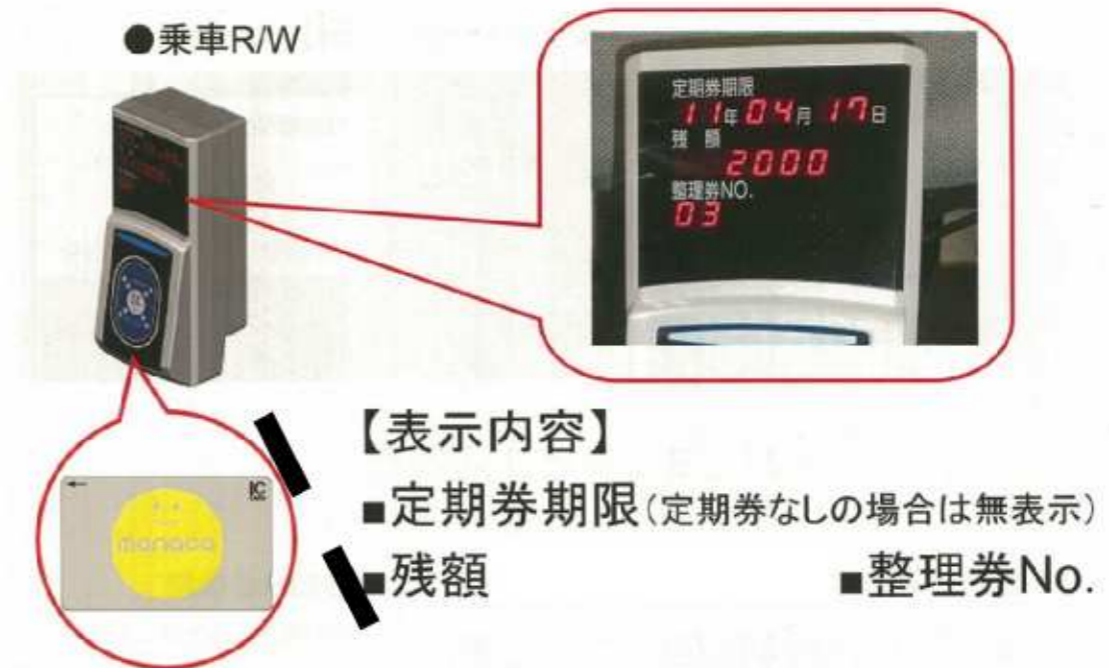 ●乗車R/W
定期券期限
11年04月17日
残 額
2000
整理券NO.
03
IC
manaca
【表示内容】
■定期券期限(定期券なしの場合は無表示)
■残額
■整理券No.